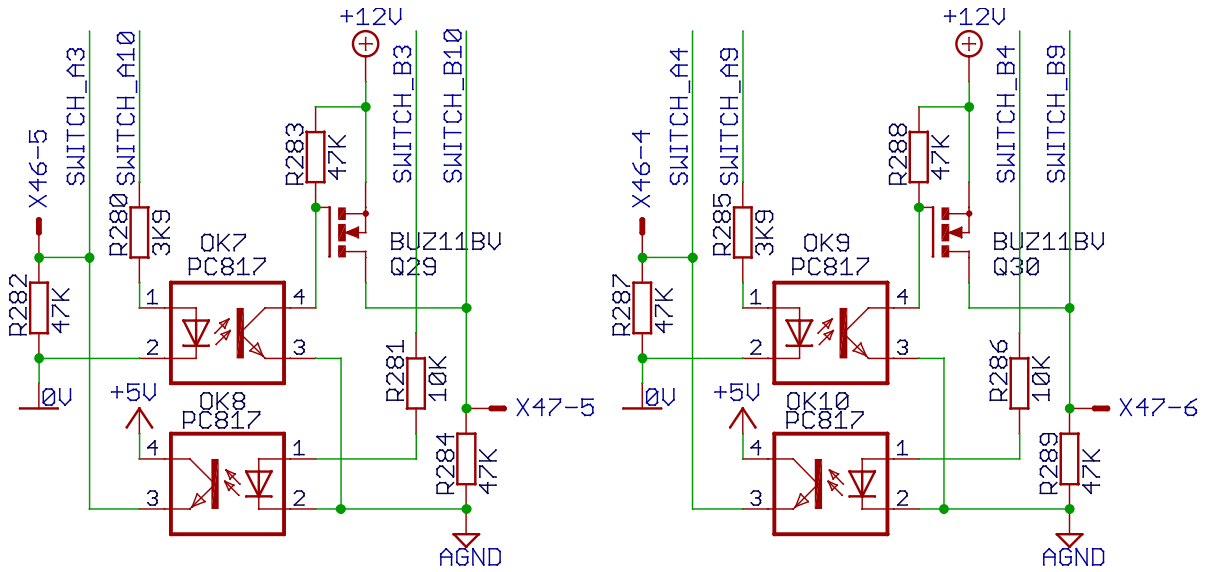 +12V
SWITCH_A3
SWITCH_A10
SWITCH_B3
SWITCH_B10
X46-5
R283
47K
R280
3K9
OK7
PC817
BUZ11BV
Q29
R282
47K
1
4
2
3
0V
+5V
R281
10K
OK8
PC817
X47-5
4
1
3
2
R284
47K
AGND
+12V
SWITCH_A4
SWITCH_A9
SWITCH_B4
SWITCH_B9
X46-4
R288
47K
R285
3K9
OK9
PC817
BUZ11BV
Q30
R287
47K
1
4
2
3
0V
+5V
R286
10K
OK10
PC817
X47-6
4
1
3
2
R289
47K
AGND